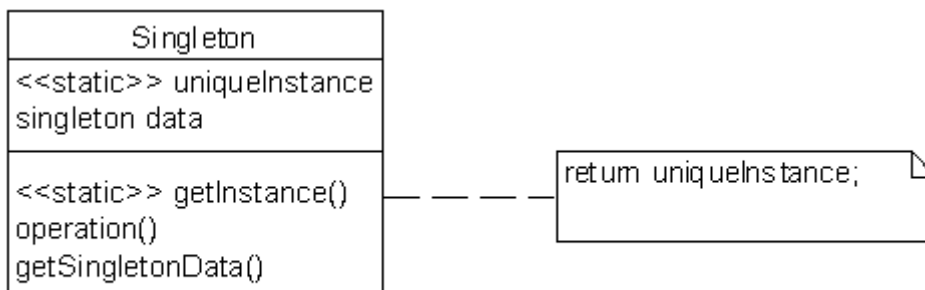 Singleton
<<static>> uniqueInstance
singleton data
<<static>> getInstance()
operation()
getSingletonData()
return uniqueInstance;